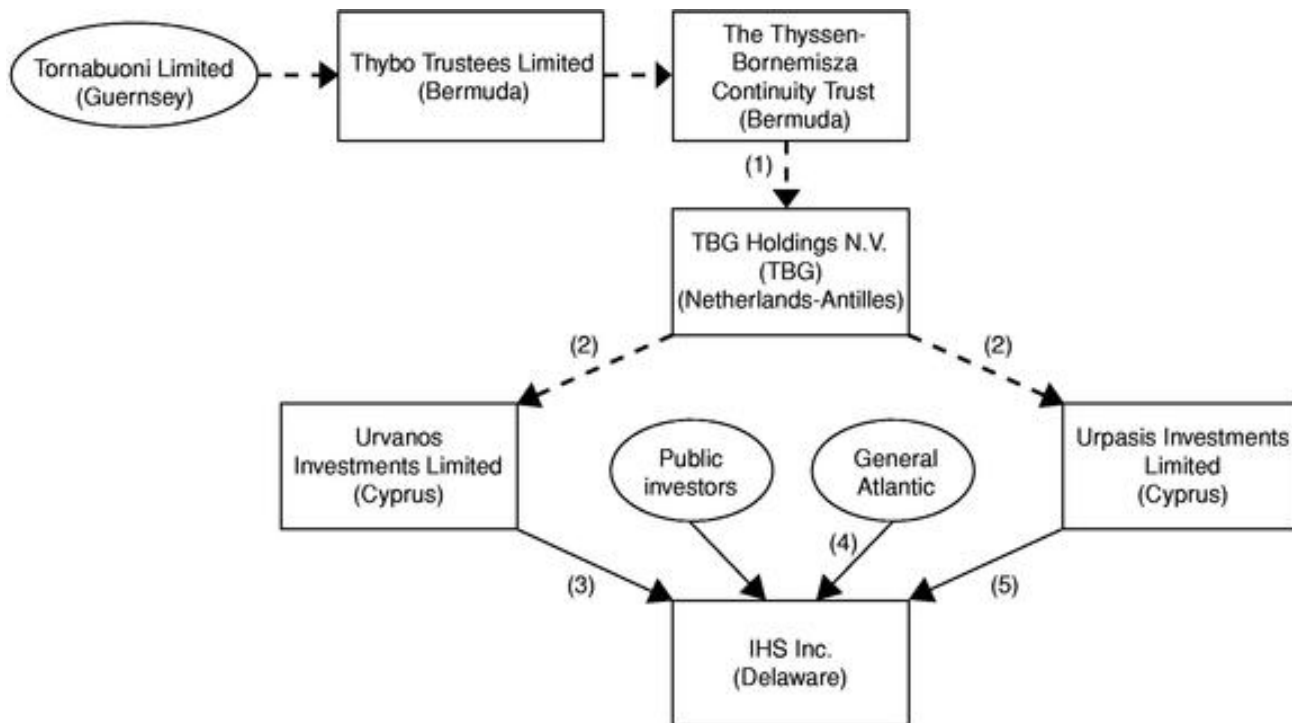 Tornabuoni Limited
(Guernsey)
Thybo Trustees Limited
(Bermuda)
The Thyssen-
Bornemisza
Continuity Trust
(Bermuda)
(1)
TBG Holdings N.V.
(TBG)
(Netherlands-Antilles)
(2)
(2)
Urvanos
Investments Limited
(Cyprus)
Public
investors
General
Atlantic
Urpasis Investments
Limited
(Cyprus)
(3)
(4)
(5)
IHS Inc.
(Delaware)